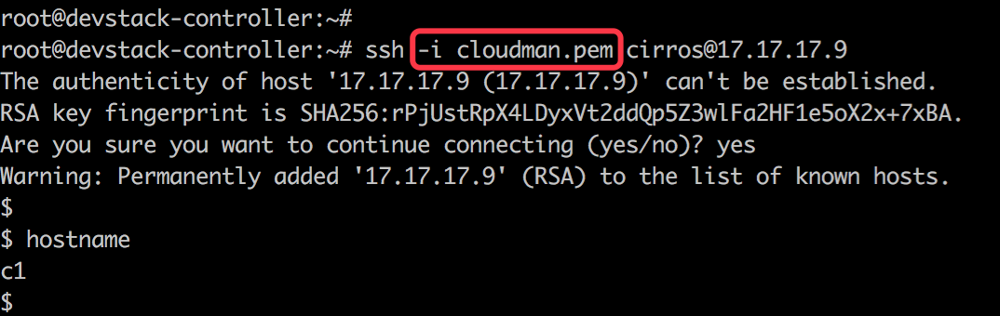 root@devstack-controller:~#
root@devstack-controller:~# ssh -i cloudman.pem cirros@17.17.17.9
The authenticity of host '17.17.17.9 (17.17.17.9)' can't be established.
RSA key fingerprint is SHA256:rPjUstRpX4LDyxVt2ddQp5Z3wlFa2HF1e5oX2x+7xBA.
Are you sure you want to continue connecting (yes/no)? yes
Warning: Permanently added '17.17.17.9' (RSA) to the list of known hosts.
$
$ hostname
c1
$